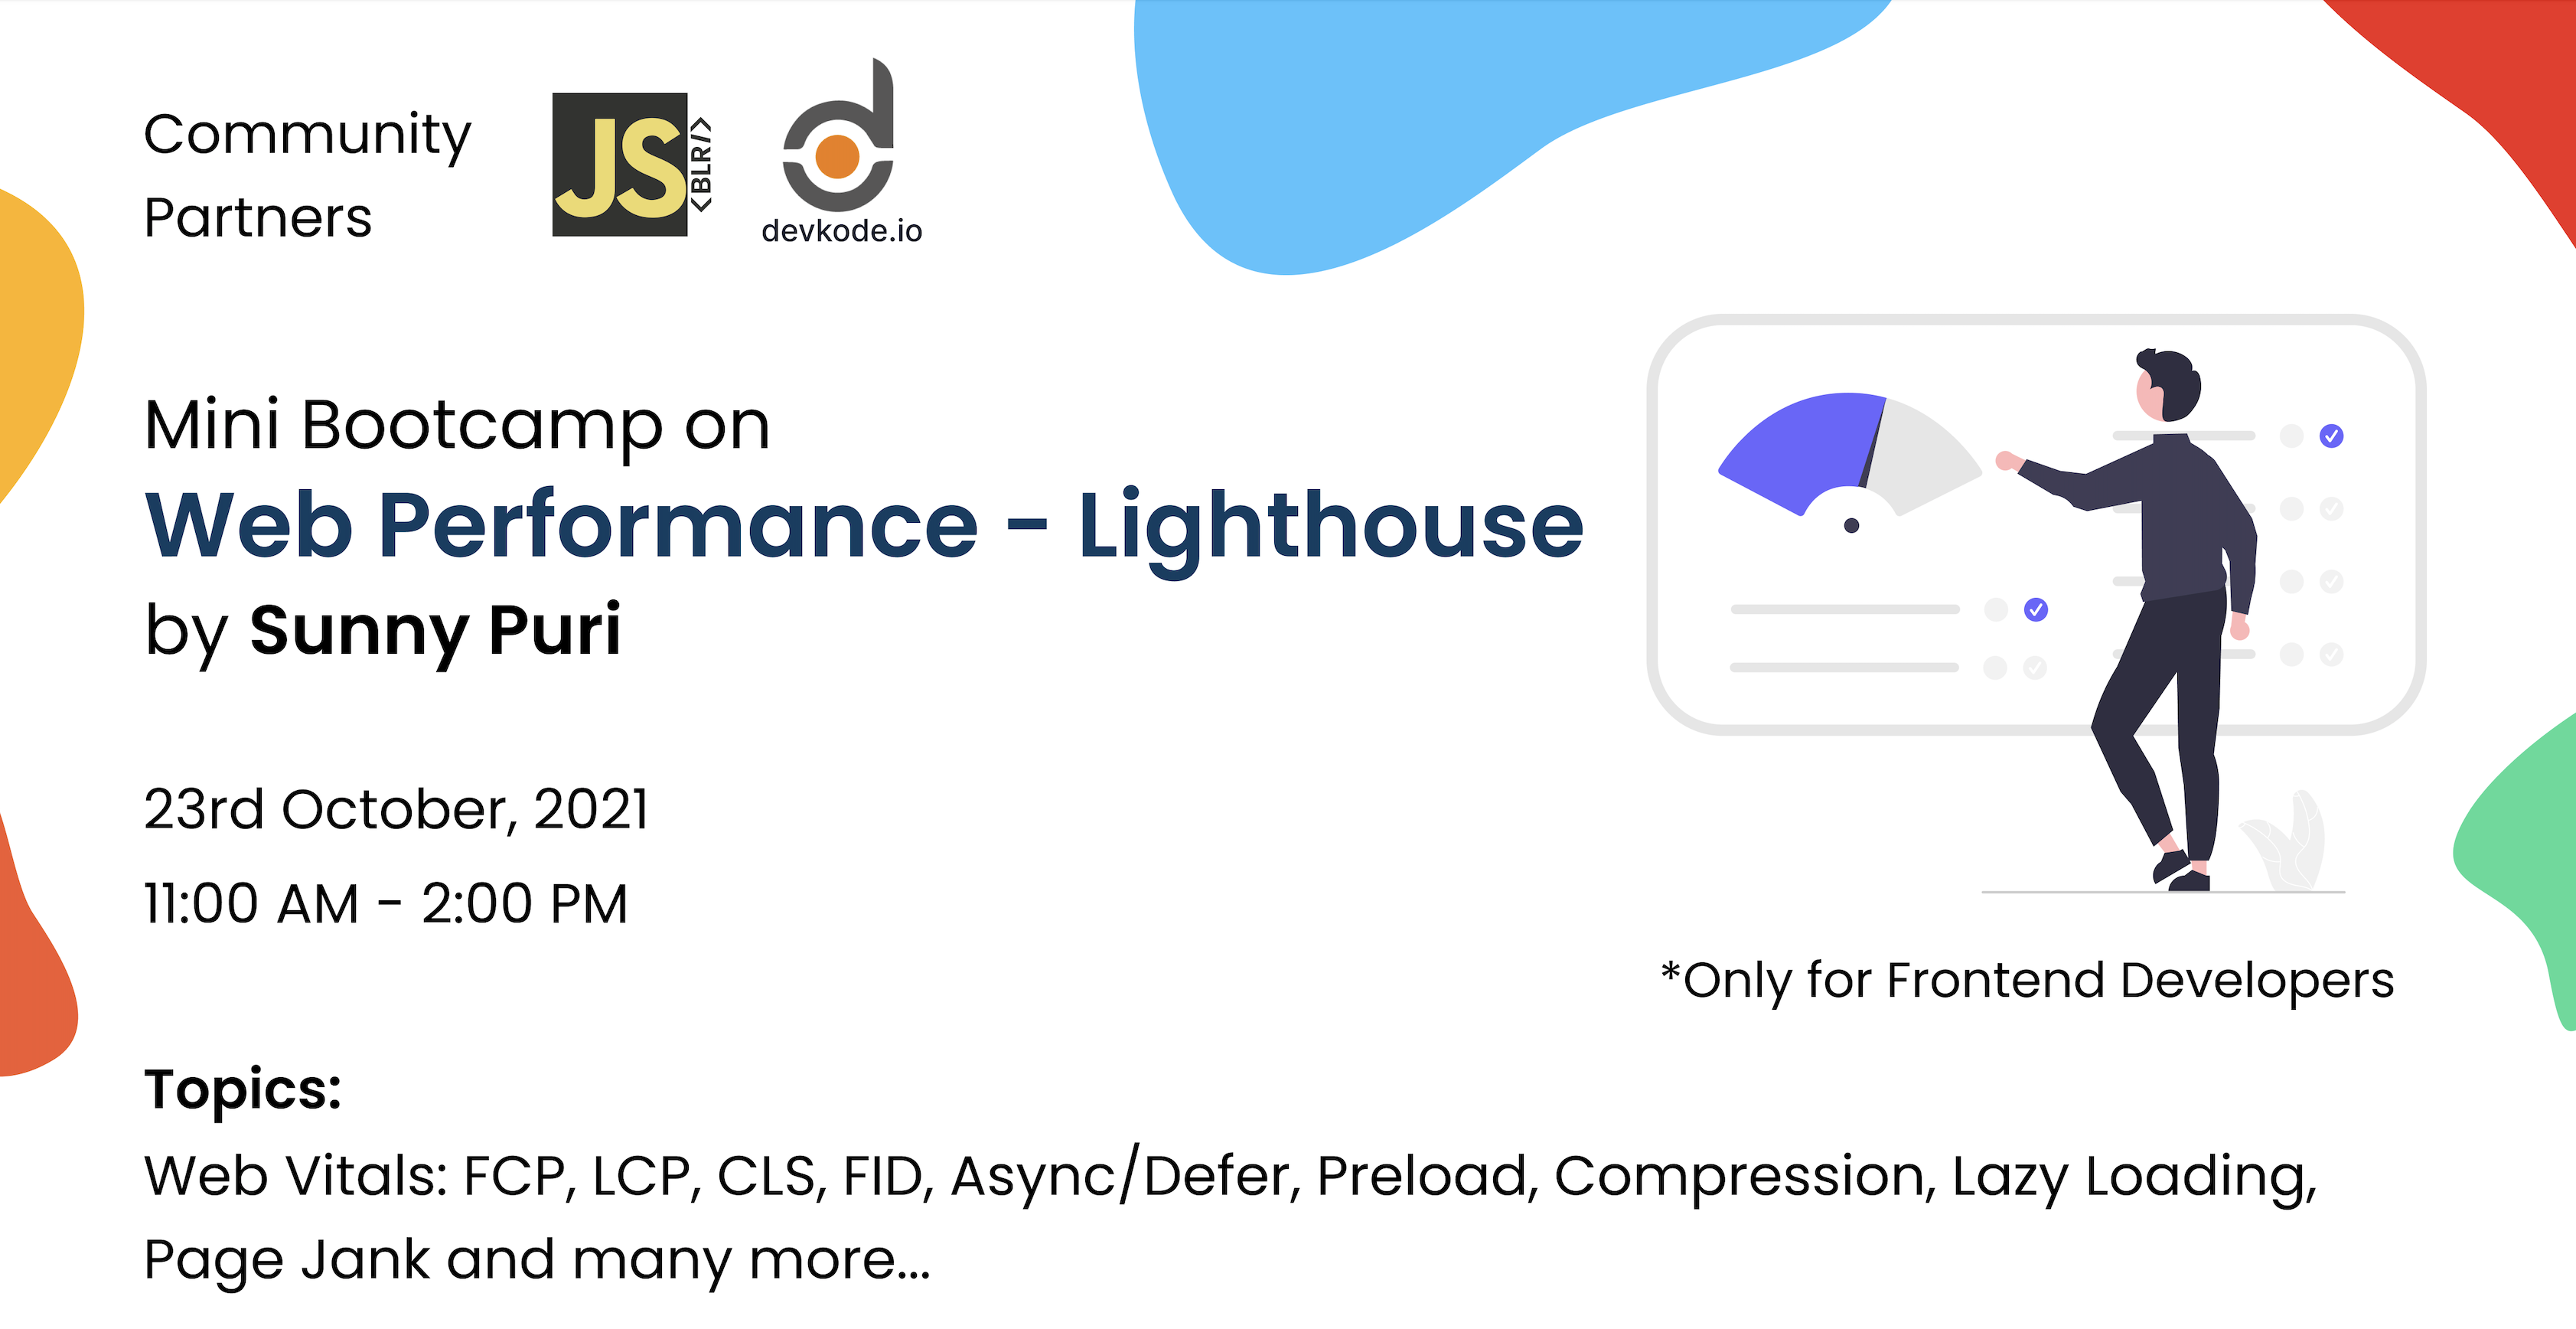 Community
Partners
JS
<BLR/>
devkode.io
Mini Bootcamp on
Web Performance - Lighthouse
by Sunny Puri
23rd October, 2021
11:00 AM - 2:00 PM
*Only for Frontend Developers
Topics:
Web Vitals: FCP, LCP, CLS, FID, Async/Defer, Preload, Compression, Lazy Loading,
Page Jank and many more...